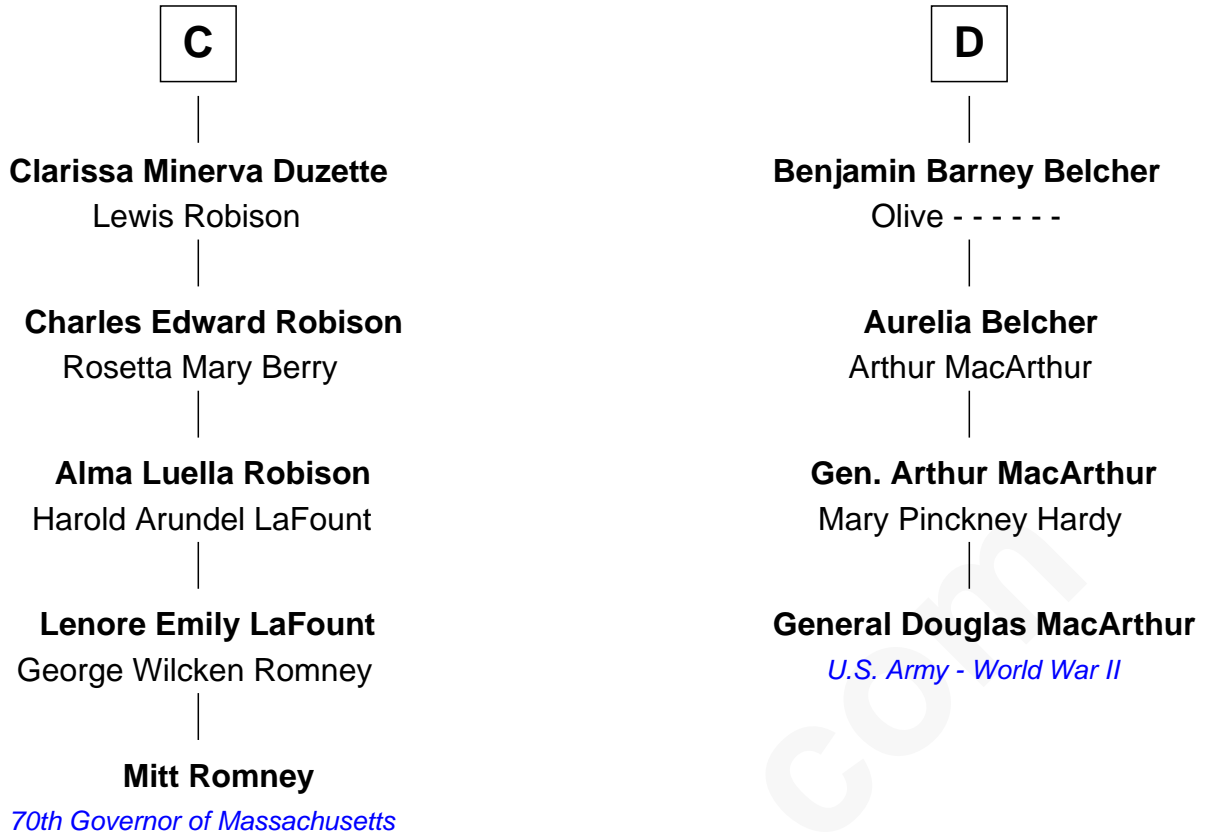 C
Clarissa Minerva Duzette
Lewis Robison
Charles Edward Robison
Rosetta Mary Berry
Alma Luella Robison
Harold Arundel LaFount
Lenore Emily LaFount
George Wilcken Romney
Mitt Romney
70th Governor of Massachusetts
D
Benjamin Barney Belcher
Olive - - - - - -
Aurelia Belcher
Arthur MacArthur
Gen. Arthur MacArthur
Mary Pinckney Hardy
General Douglas MacArthur
U.S. Army - World War II
com